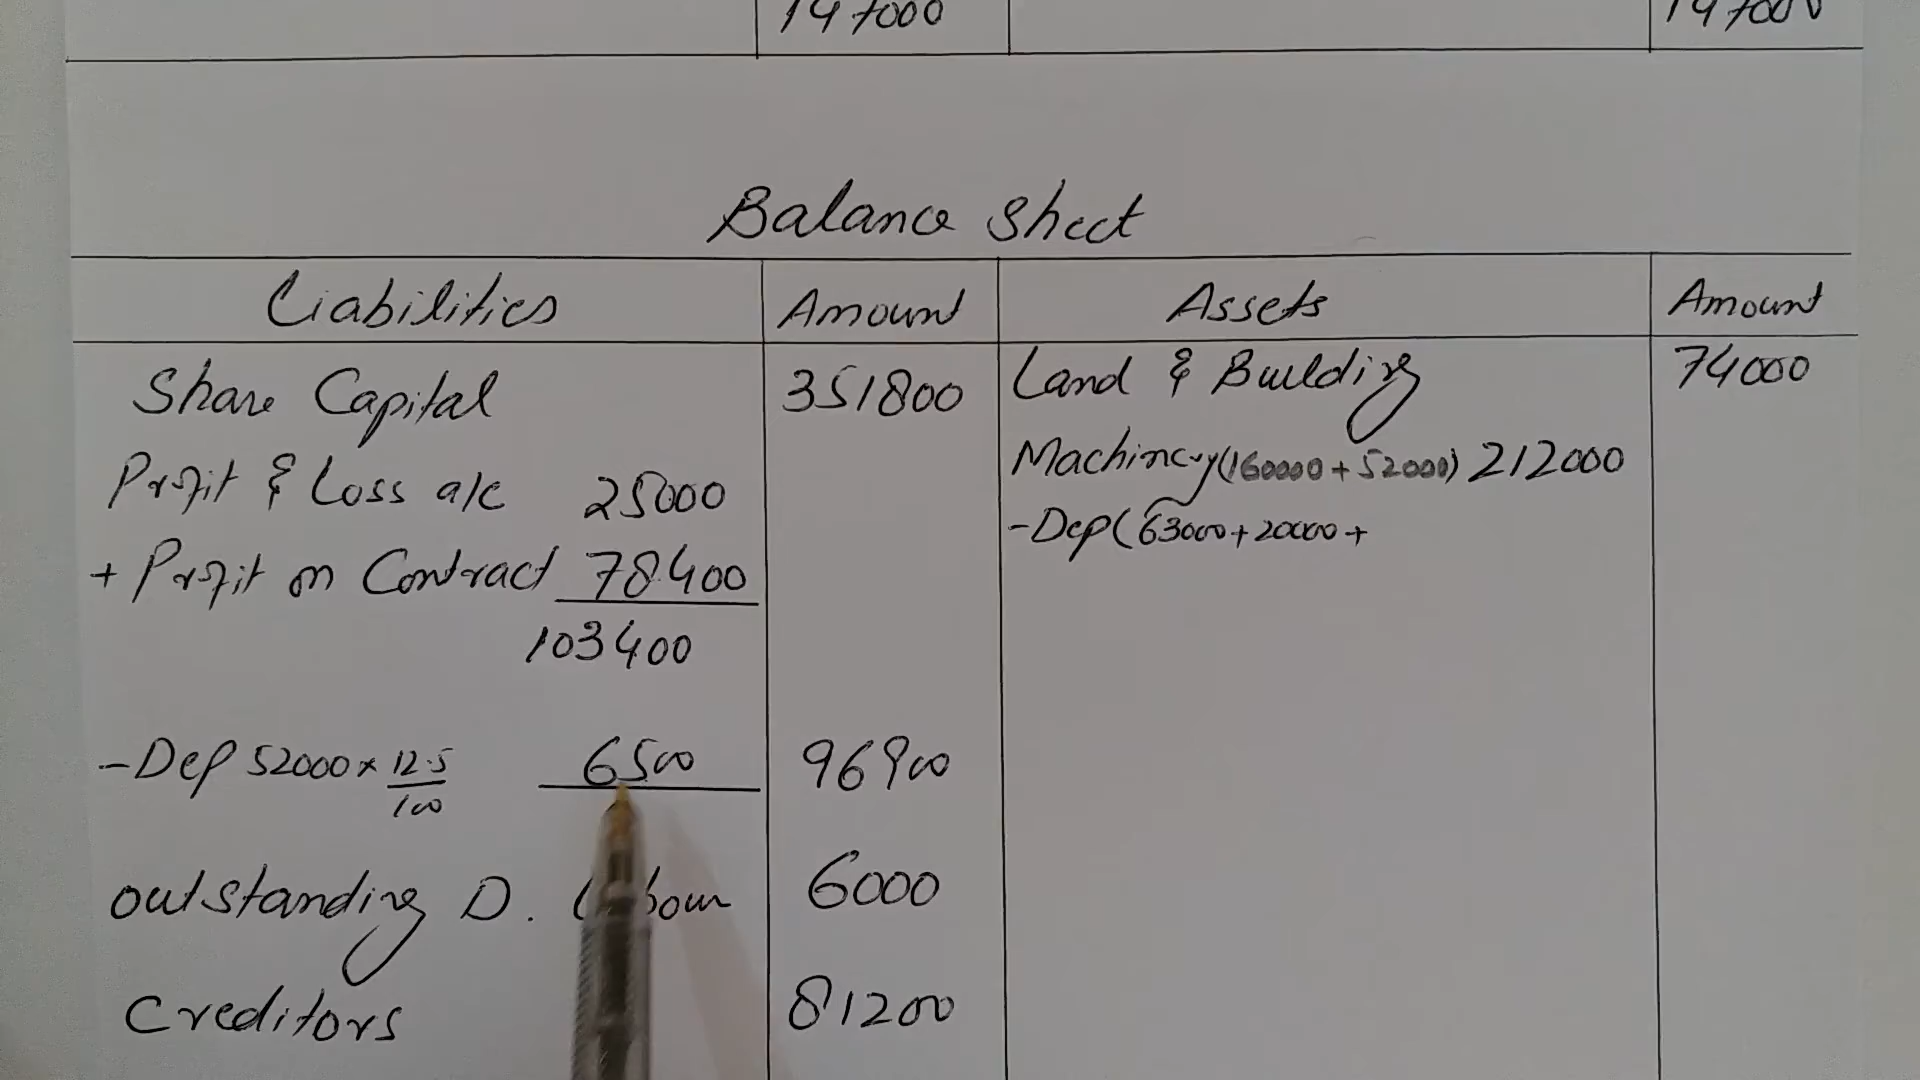 147000 147000
Balance Sheet
Liabilities Amount Assets Amount
Share Capital 351800 Land & Building 74000
Profit & Loss a/c 25000 Machinery (160000 + 52000) 212000
+ Profit on Contract 78400 - Dep (63000 + 20000 +
103400
- Dep 52000 × 12.5/100 6500 96900
outstanding D. Labour 6000
Creditors 81200